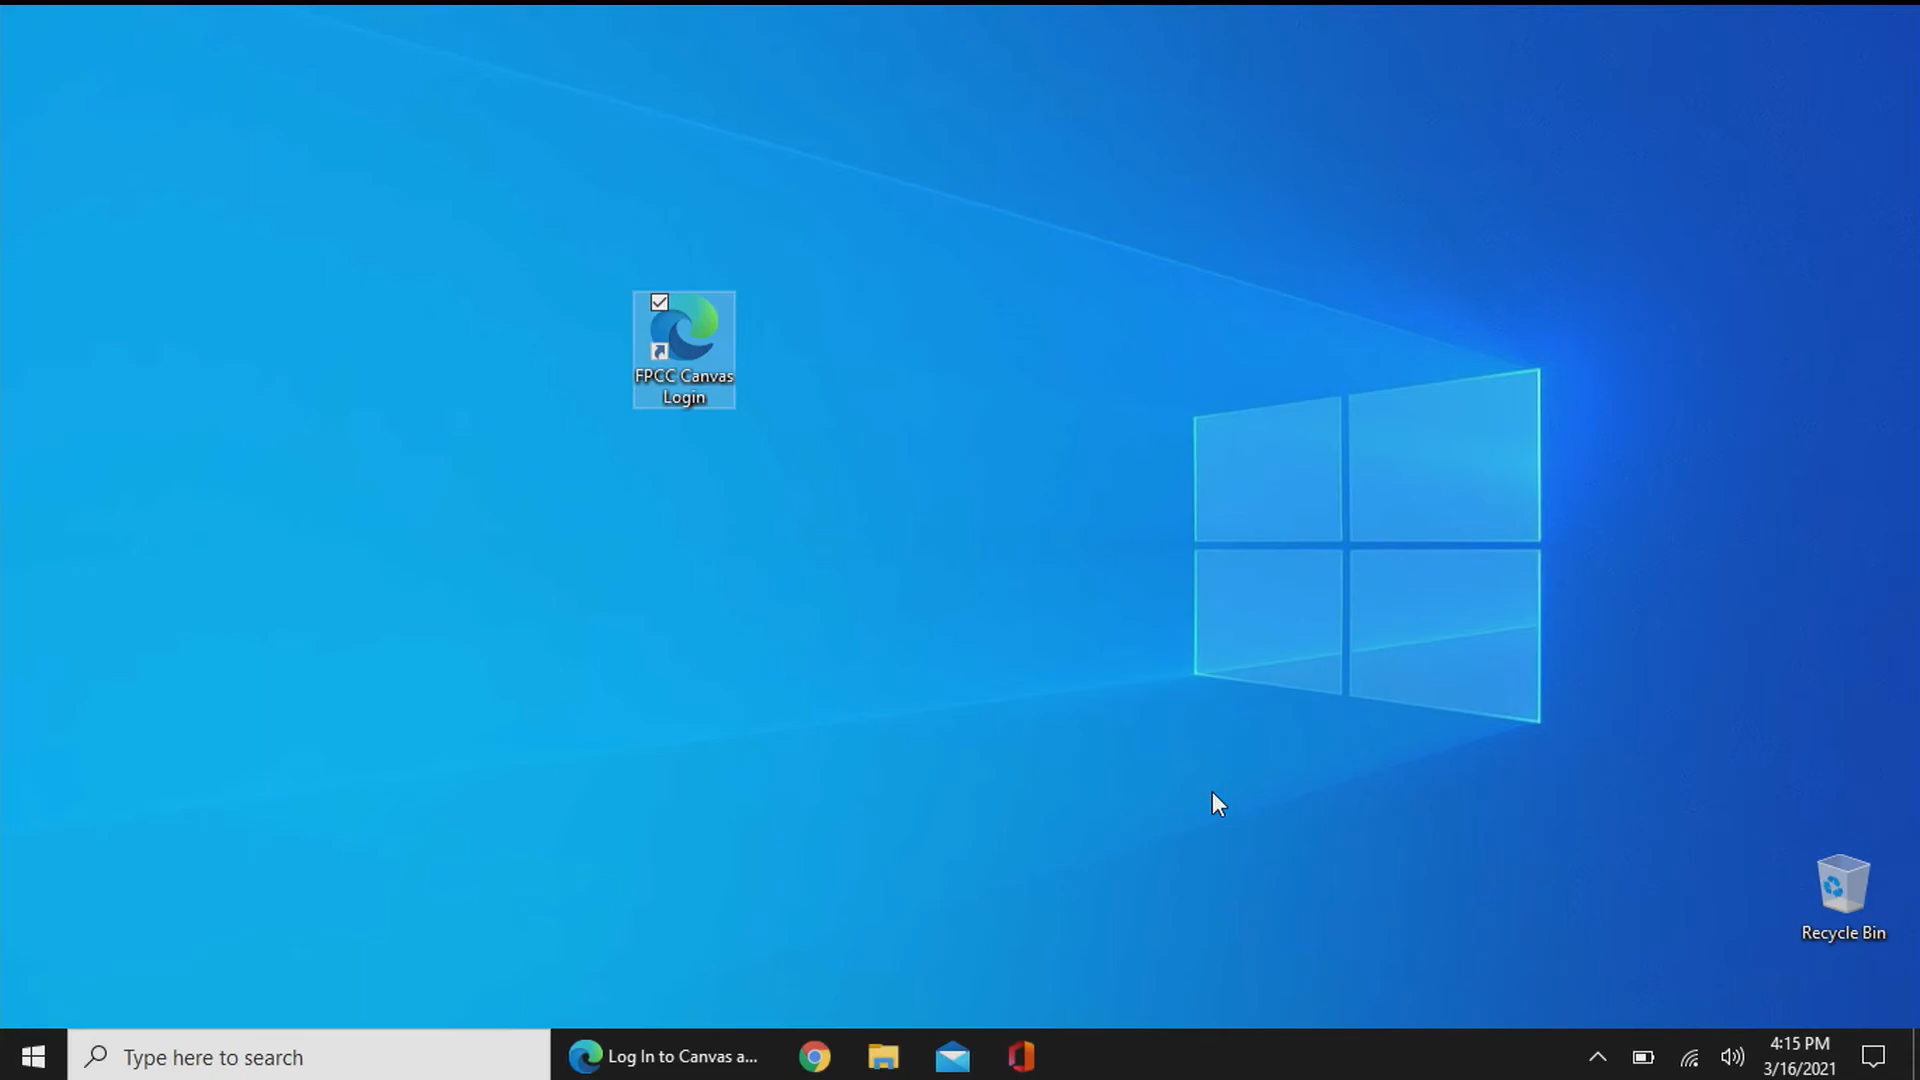 FPCC Canvas
Login
Recycle Bin
Type here to search
Log In to Canvas a...
4:15 PM
3/16/2021